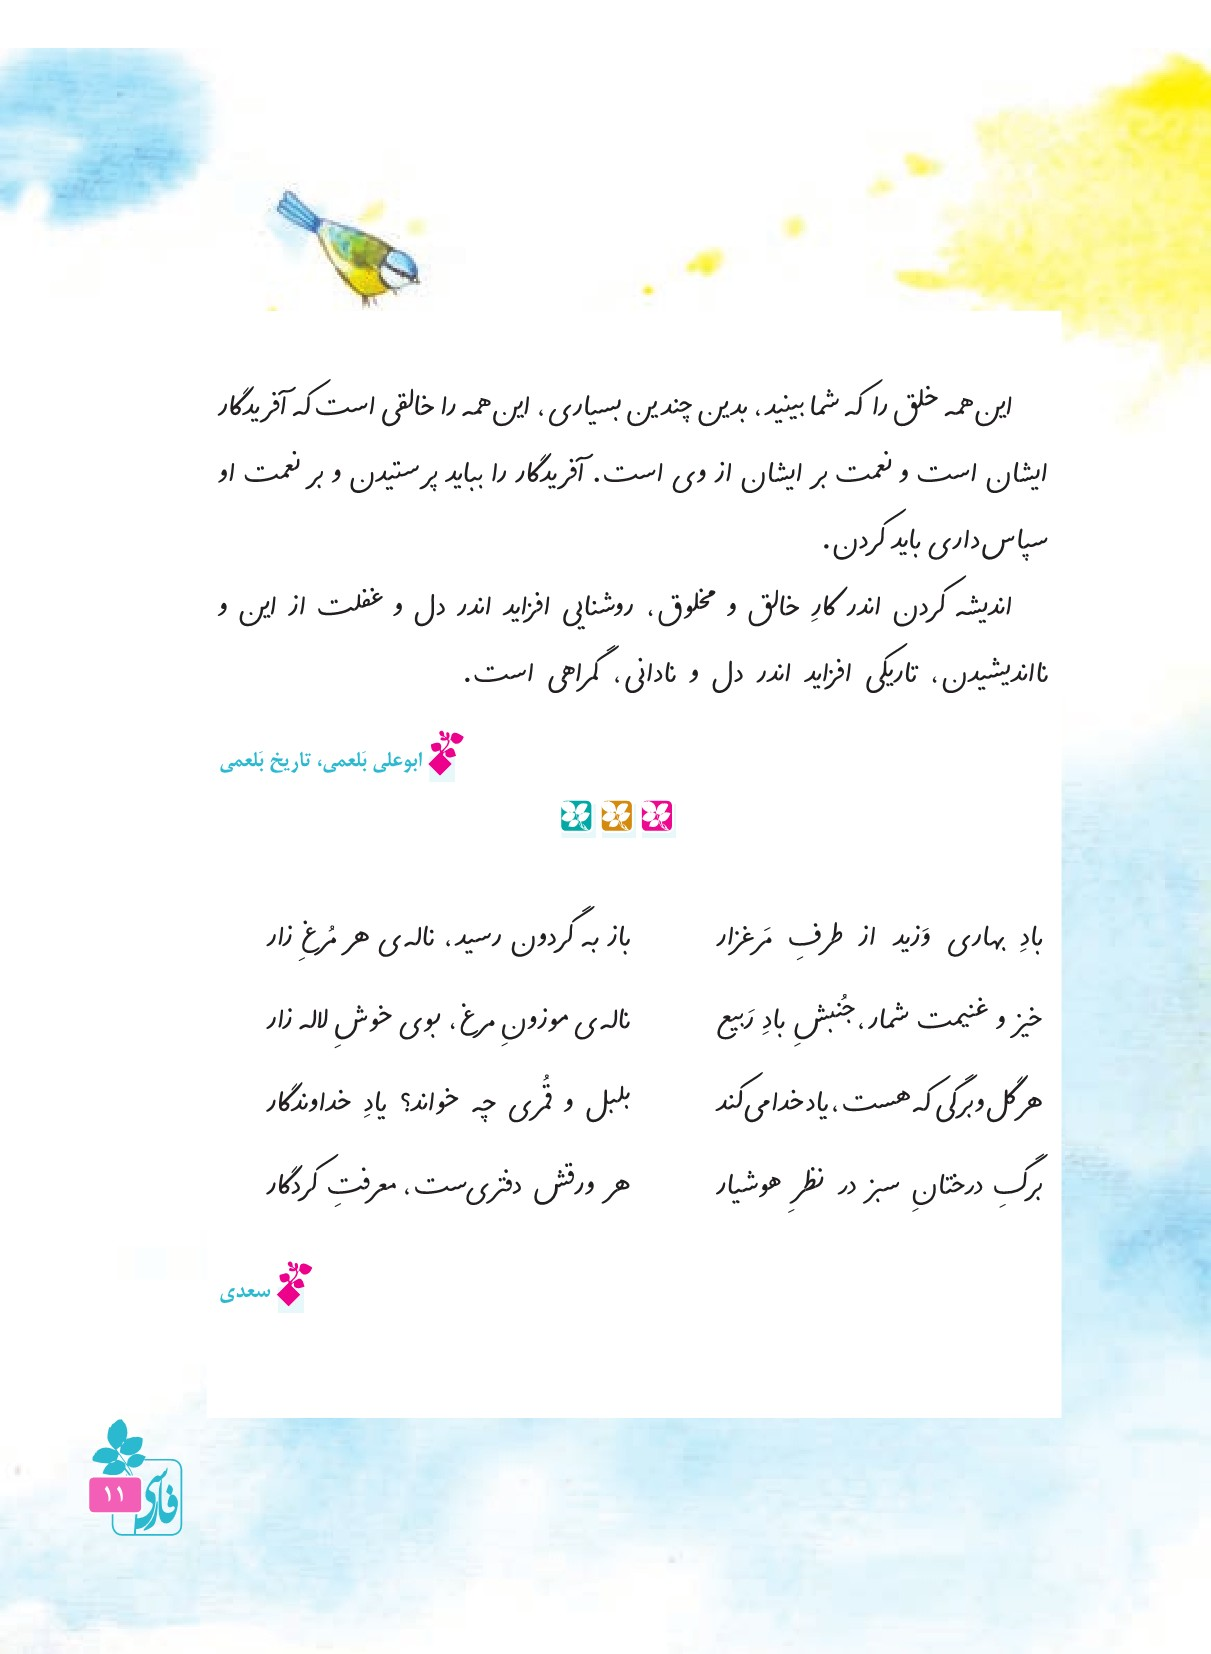 این‌همه خلق را که شما بینید، بدین چندین بسیاری، این‌همه را خالقی است که آفریدگار
ایشان است و نعمت بر ایشان از وی است. آفریدگار را بباید پرستیدن و بر نعمت او
سپاس‌داری باید کردن.
اندیشه کردن اندر کارِ خالق و مخلوق، روشنایی افزاید اندر دل و غفلت از این و
نااندیشیدن، تاریکی افزاید اندر دل و نادانی، گمراهی است.
ابوعلی بَلعمی، تاریخ بَلعمی
بادِ بهاری وَزید از طرفِ مَرغزار باز به گردون رسید، ناله‌ی هر مُرغِ زار
خیز و غنیمت شمار، جُنبشِ بادِ رَبیع ناله‌ی موزونِ مرغ، بوی خوشِ لاله زار
هر گل و برگی که هست، یاد خدا می‌کند بلبل و قُمری چه خواند؟ یادِ خداوندگار
برگِ درختانِ سبز در نظرِ هوشیار هر ورقش دفتری‌ست، معرفتِ کردگار
سعدی
فارسی
۱۱